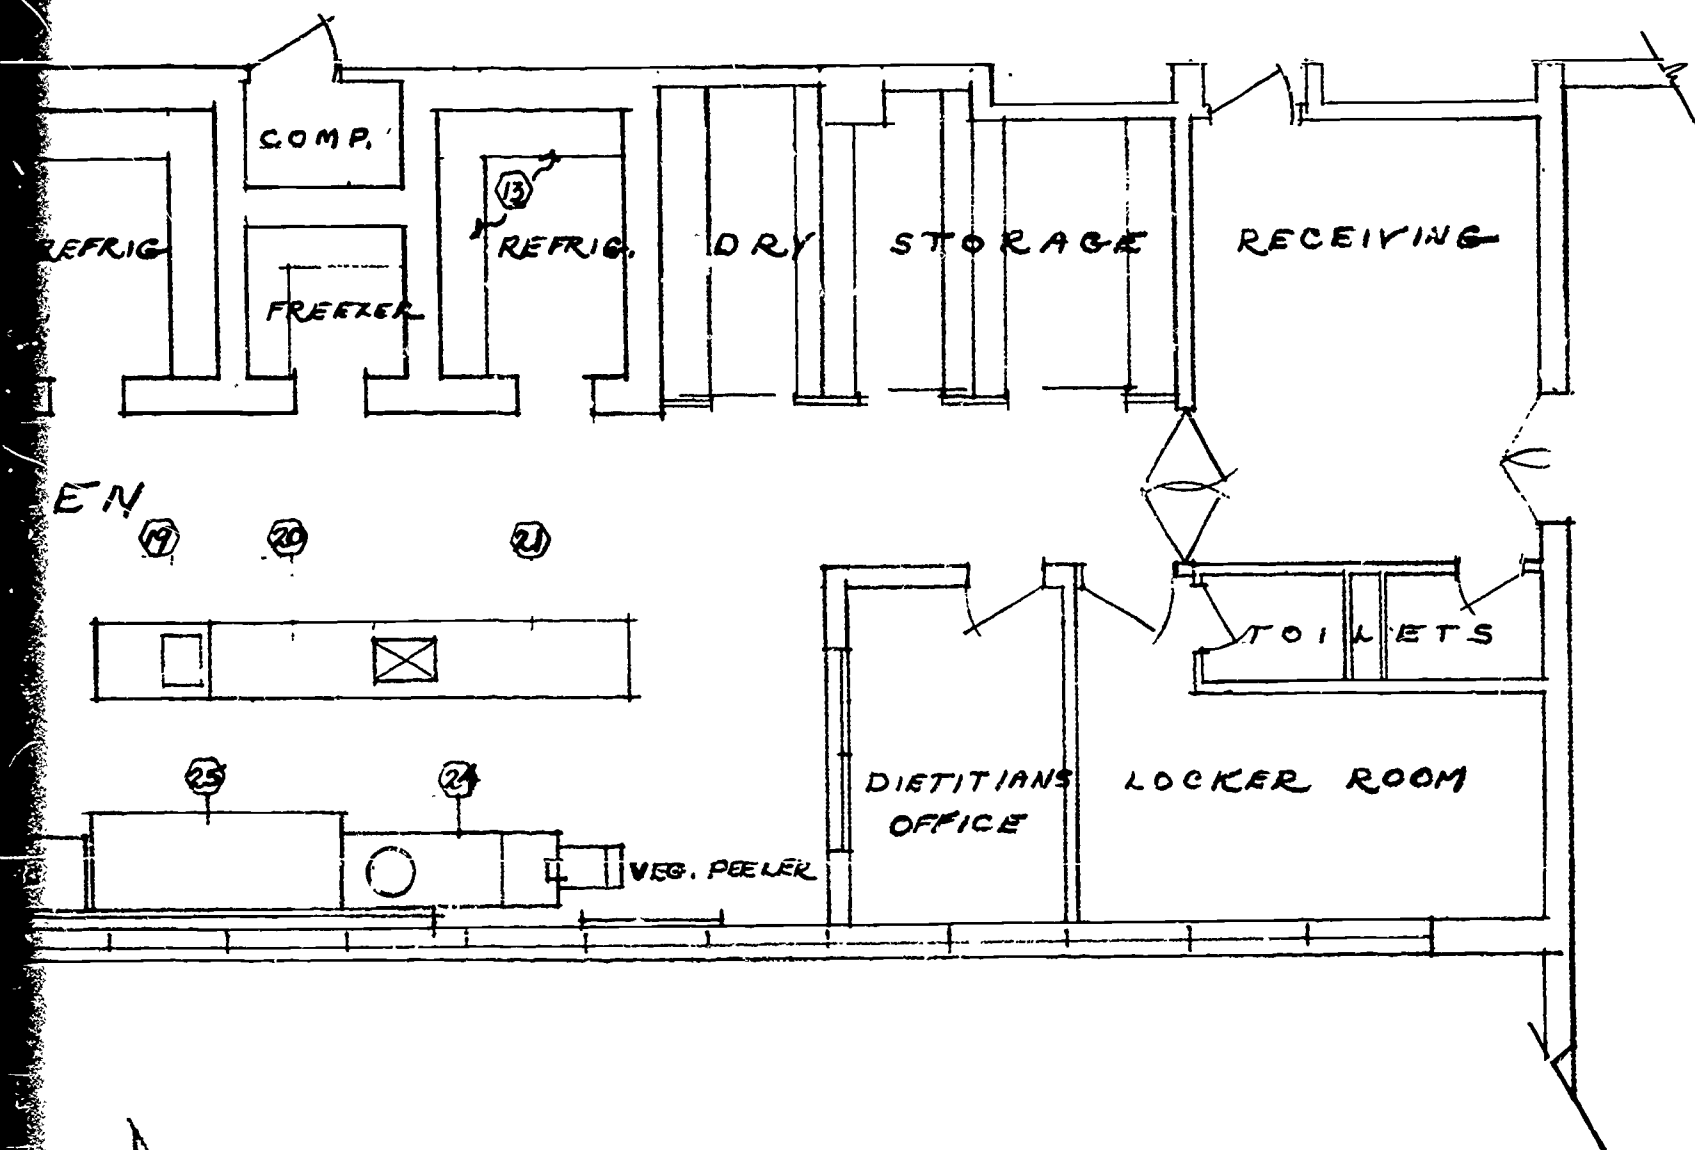 COMP.
13
REFRIG
REFRIG.
DRY STORAGE
RECEIVING
FREEZER
EN
19
20
21
TOILETS
25
24
DIETITIANS
OFFICE
LOCKER ROOM
VEG. PEELER